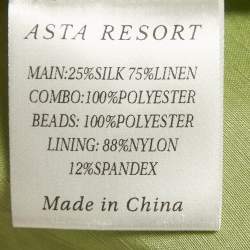 ASTA RESORT
MAIN:25%SILK 75%LINEN
COMBO:100%POLYESTER
BEADS: 100%POLYESTER
LINING: 88%NYLON
12%SPANDEX
Made in China